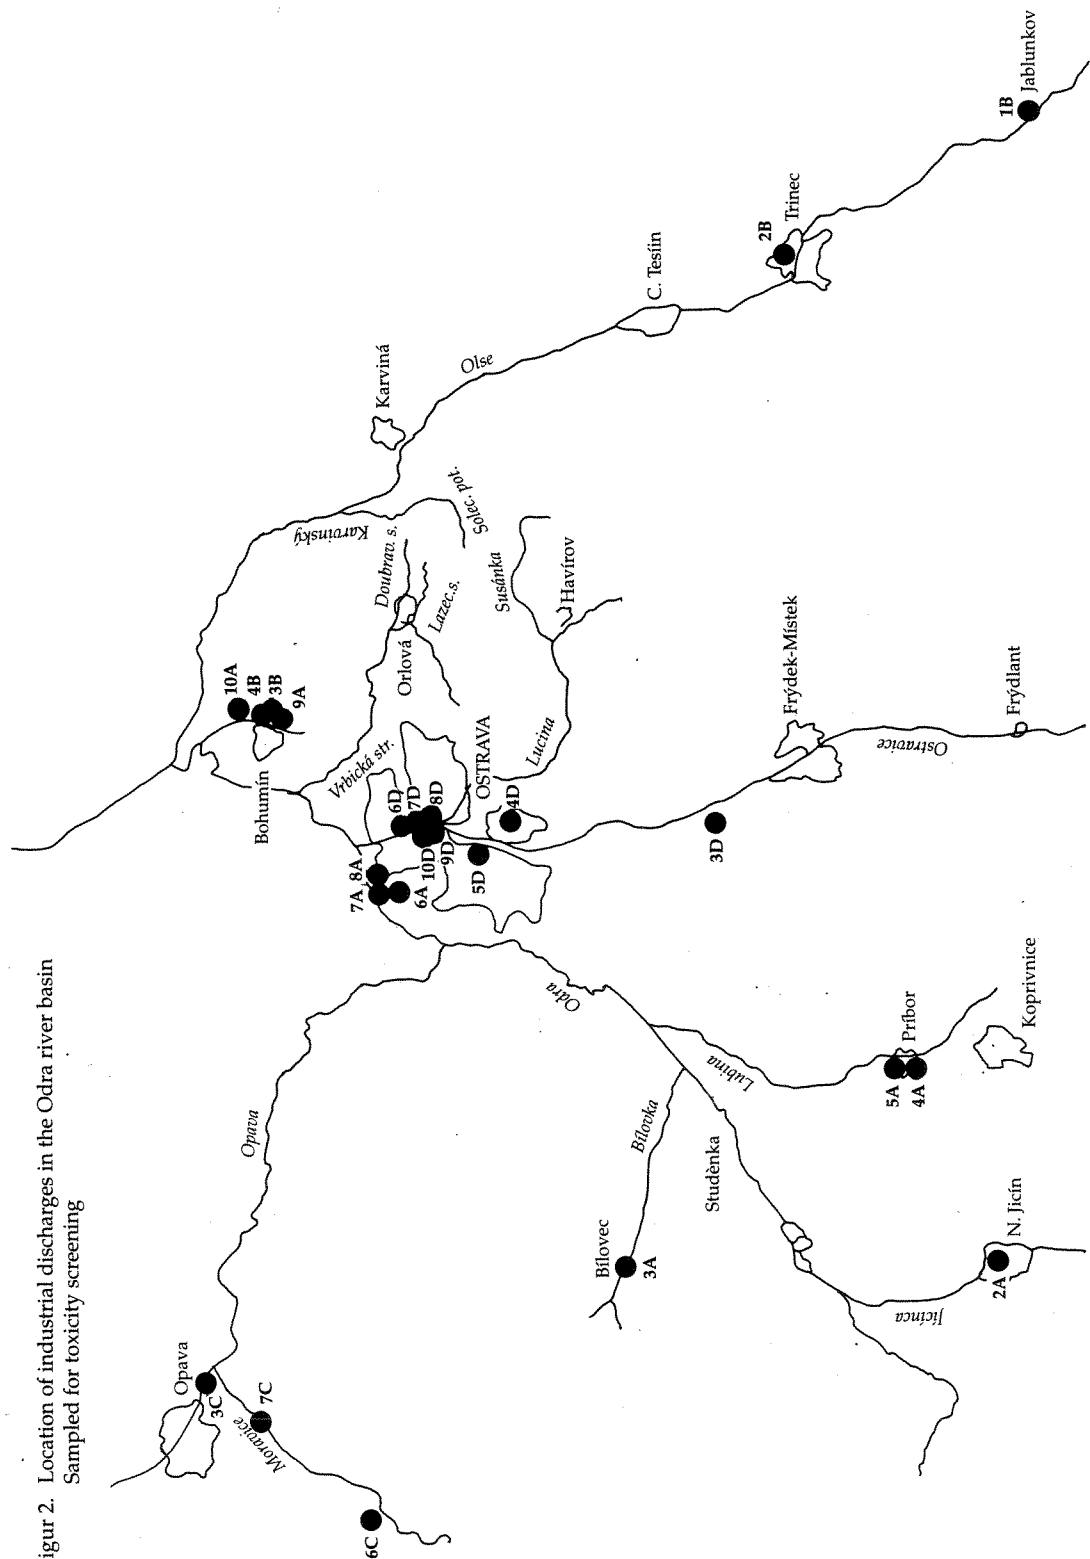 igur 2. Location of industrial discharges in the Odra river basin
Sampled for toxicity screening
Opava
3C
7C
Moravice
6C
Opava
10A
4B
3B
9A
Bohumín
Karvinský
Karviná
Olse
Vrbická str.
Doubrav. s.
Orlová
Lazec.s.
Solec. pot.
7A
8A
6A
6D
7D
8D
10D
9D
5D
OSTRAVA
4D
Lucina
Susánka
Havírov
Odra
Bílovec
3A
Bílovka
Studènka
Lubina
C. Tesíin
3D
2B
Trinec
Frýdek-Místek
Jícínca
2A
N. Jicín
5A
4A
Príbor
Koprivnice
Ostravice
Frýdlant
1B
Jablunkov